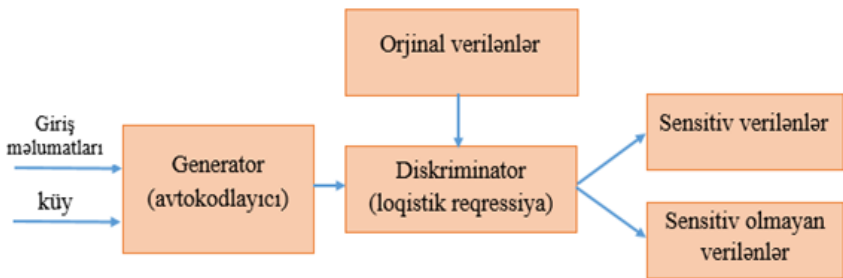 Orjinal verilənlər
Giriş
məlumatları
küy
Generator
(avtokodlayıcı)
Diskriminator
(loqistik reqressiya)
Sensitiv verilənlər
Sensitiv olmayan
verilənlər